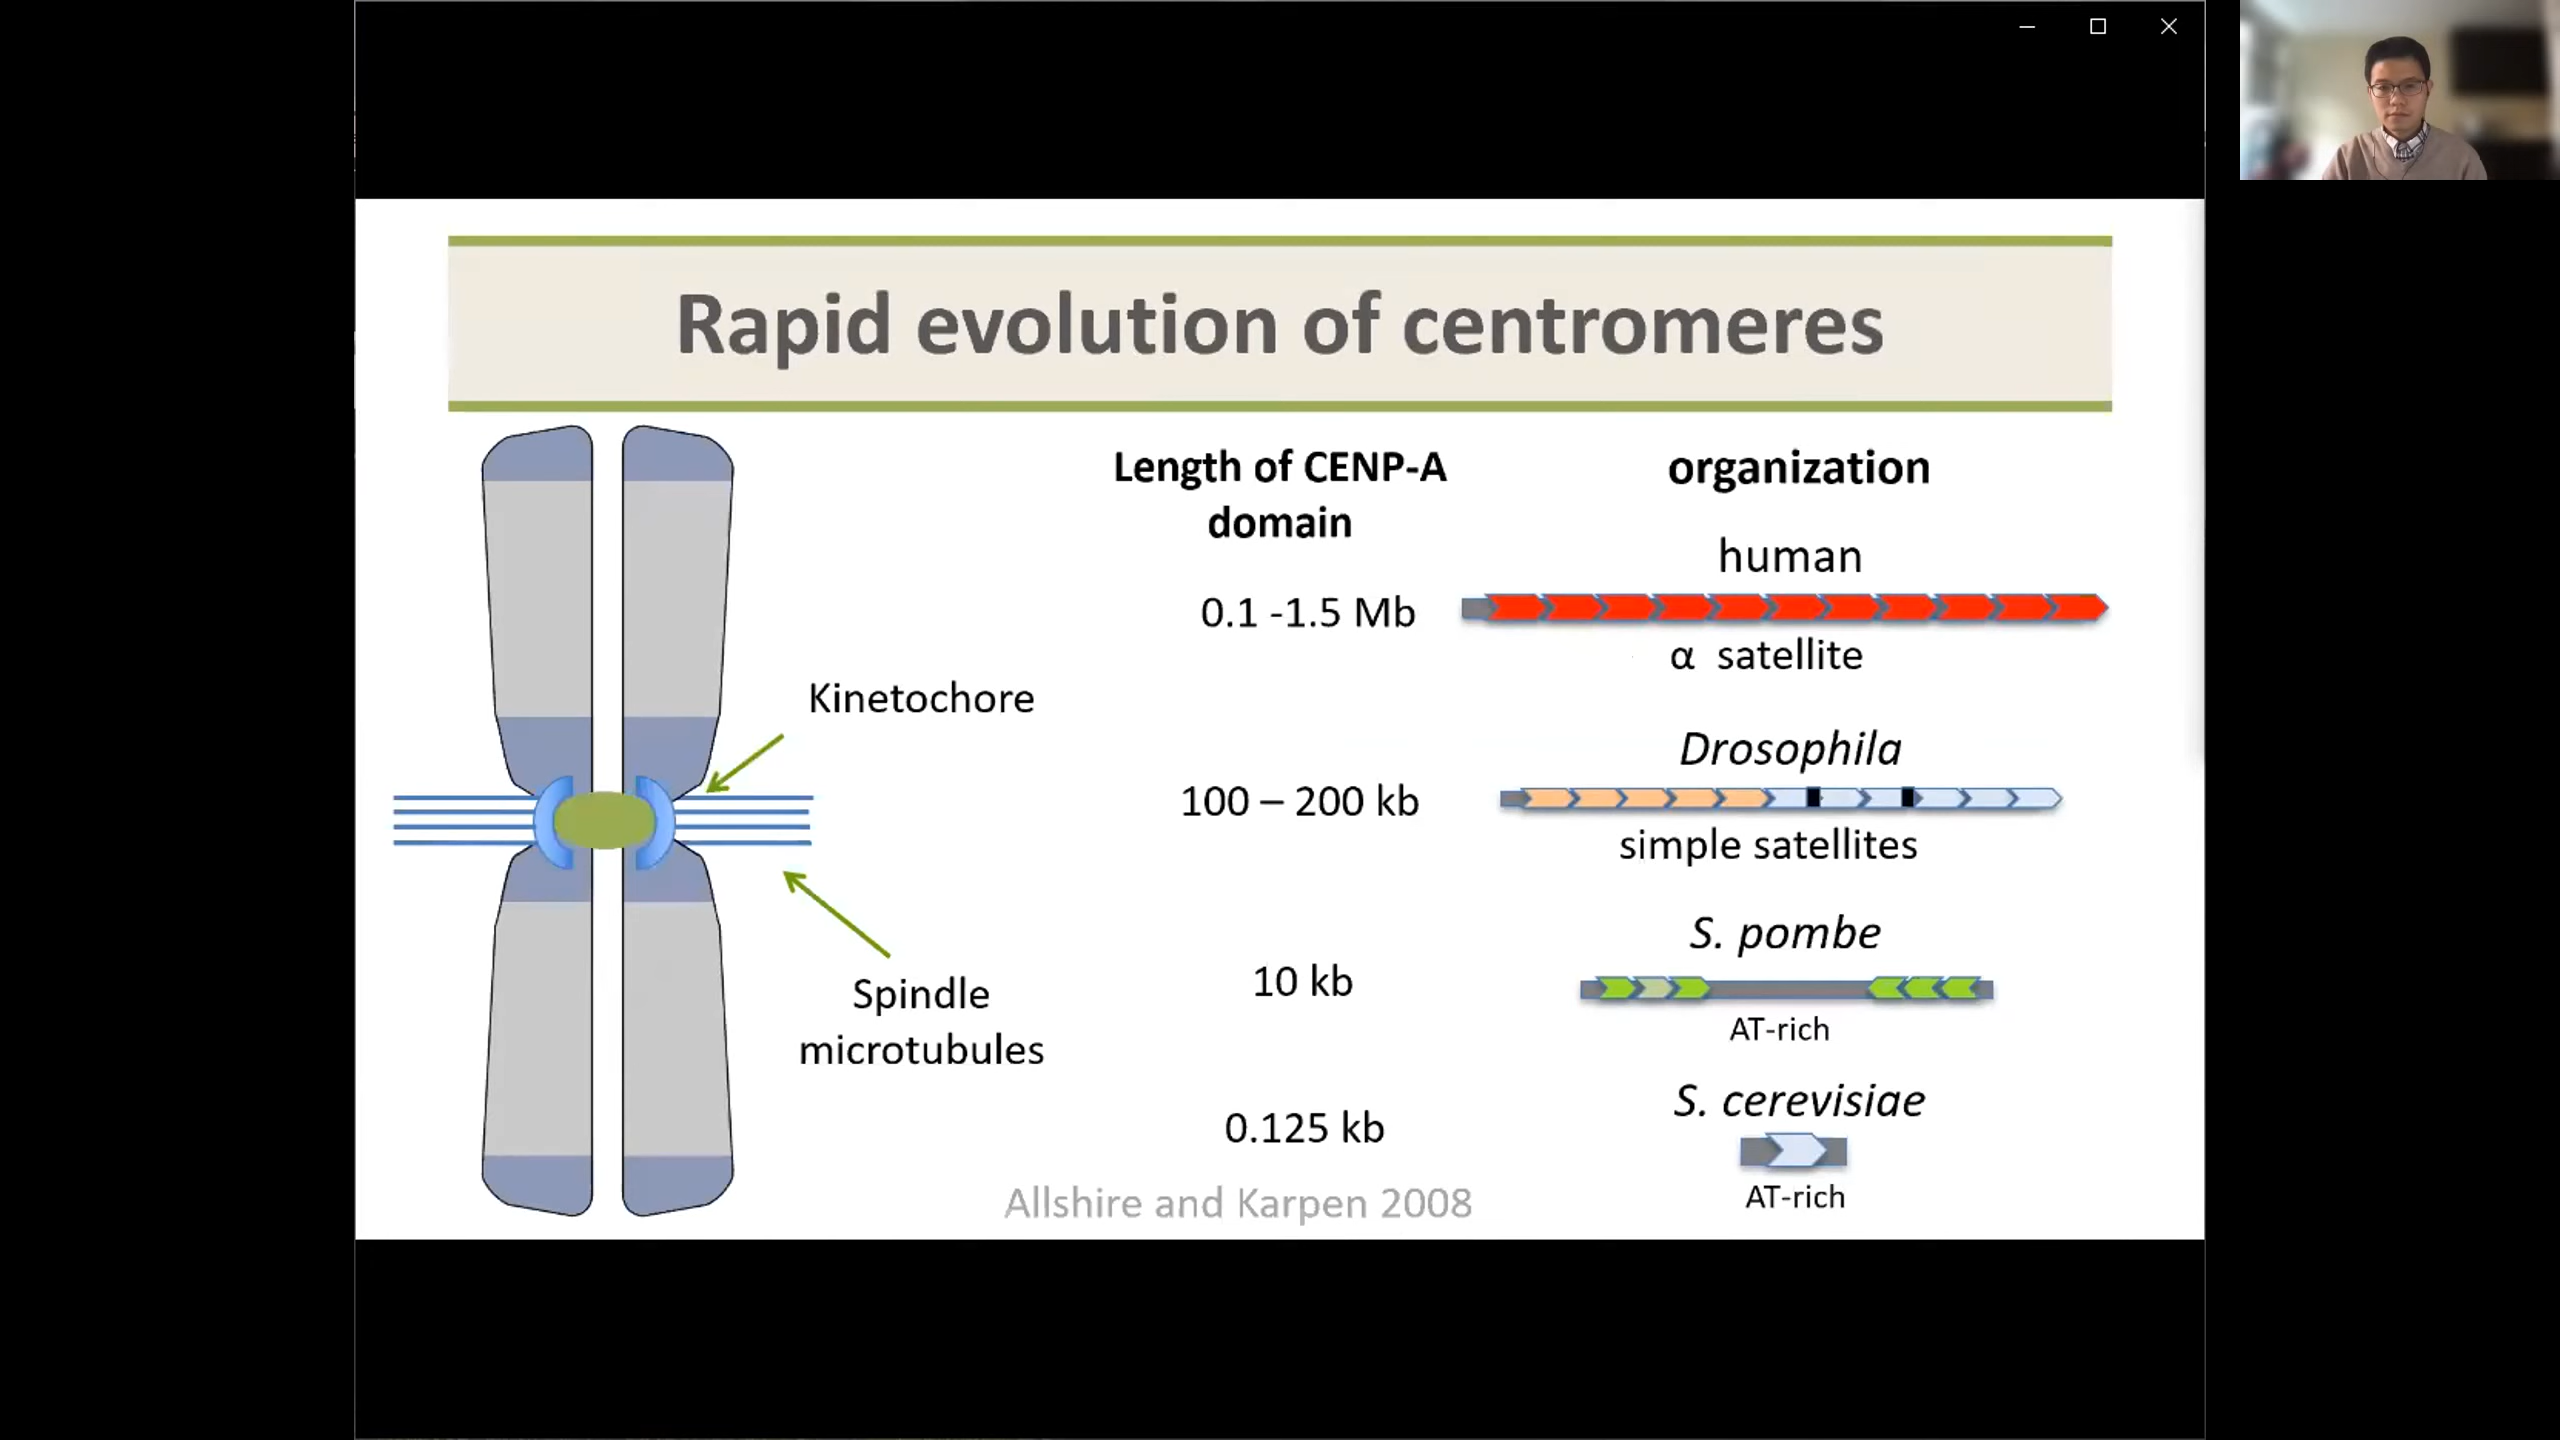 Rapid evolution of centromeres
Length of CENP-A
domain
organization
human
0.1 -1.5 Mb
α satellite
Kinetochore
Drosophila
100 – 200 kb
simple satellites
S. pombe
10 kb
AT-rich
Spindle
microtubules
S. cerevisiae
0.125 kb
AT-rich
Allshire and Karpen 2008